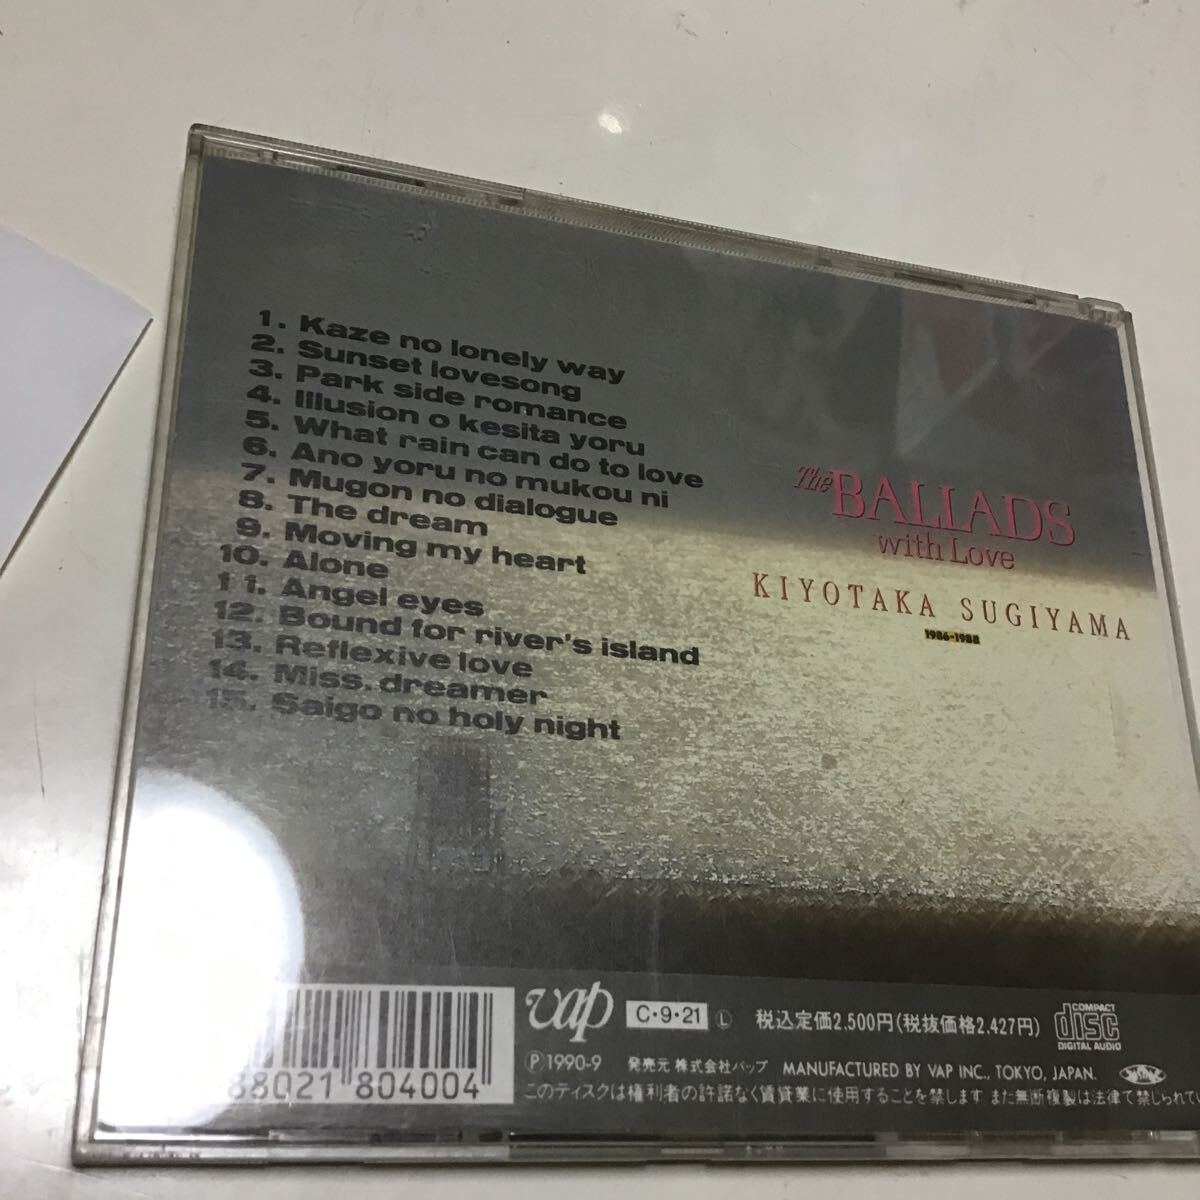 1. Kaze no lonely way
2. Sunset lovesong
3. Park side romance
4. Illusion o kesita yoru
5. What rain can do to love
6. Ano yoru no mukou ni
7. Mugon no dialogue
8. The dream
9. Moving my heart
10. Alone
11. Angel eyes
12. Bound for river's island
13. Reflexive love
14. Miss. dreamer
15. Saigo no holy night
The BALLADS
with Love
KIYOTAKA SUGIYAMA
1986-1988
88021 804004
vap C・9・21 Ⓛ 税込定価2.500円(税抜価格2.427円) COMPACT disc DIGITAL AUDIO
Ⓟ1990-9 発売元 株式会社バップ MANUFACTURED BY VAP INC., TOKYO, JAPAN.
このディスクは権利者の許諾なく賃貸業に使用することを禁します また無断複製は法律で禁じられてい